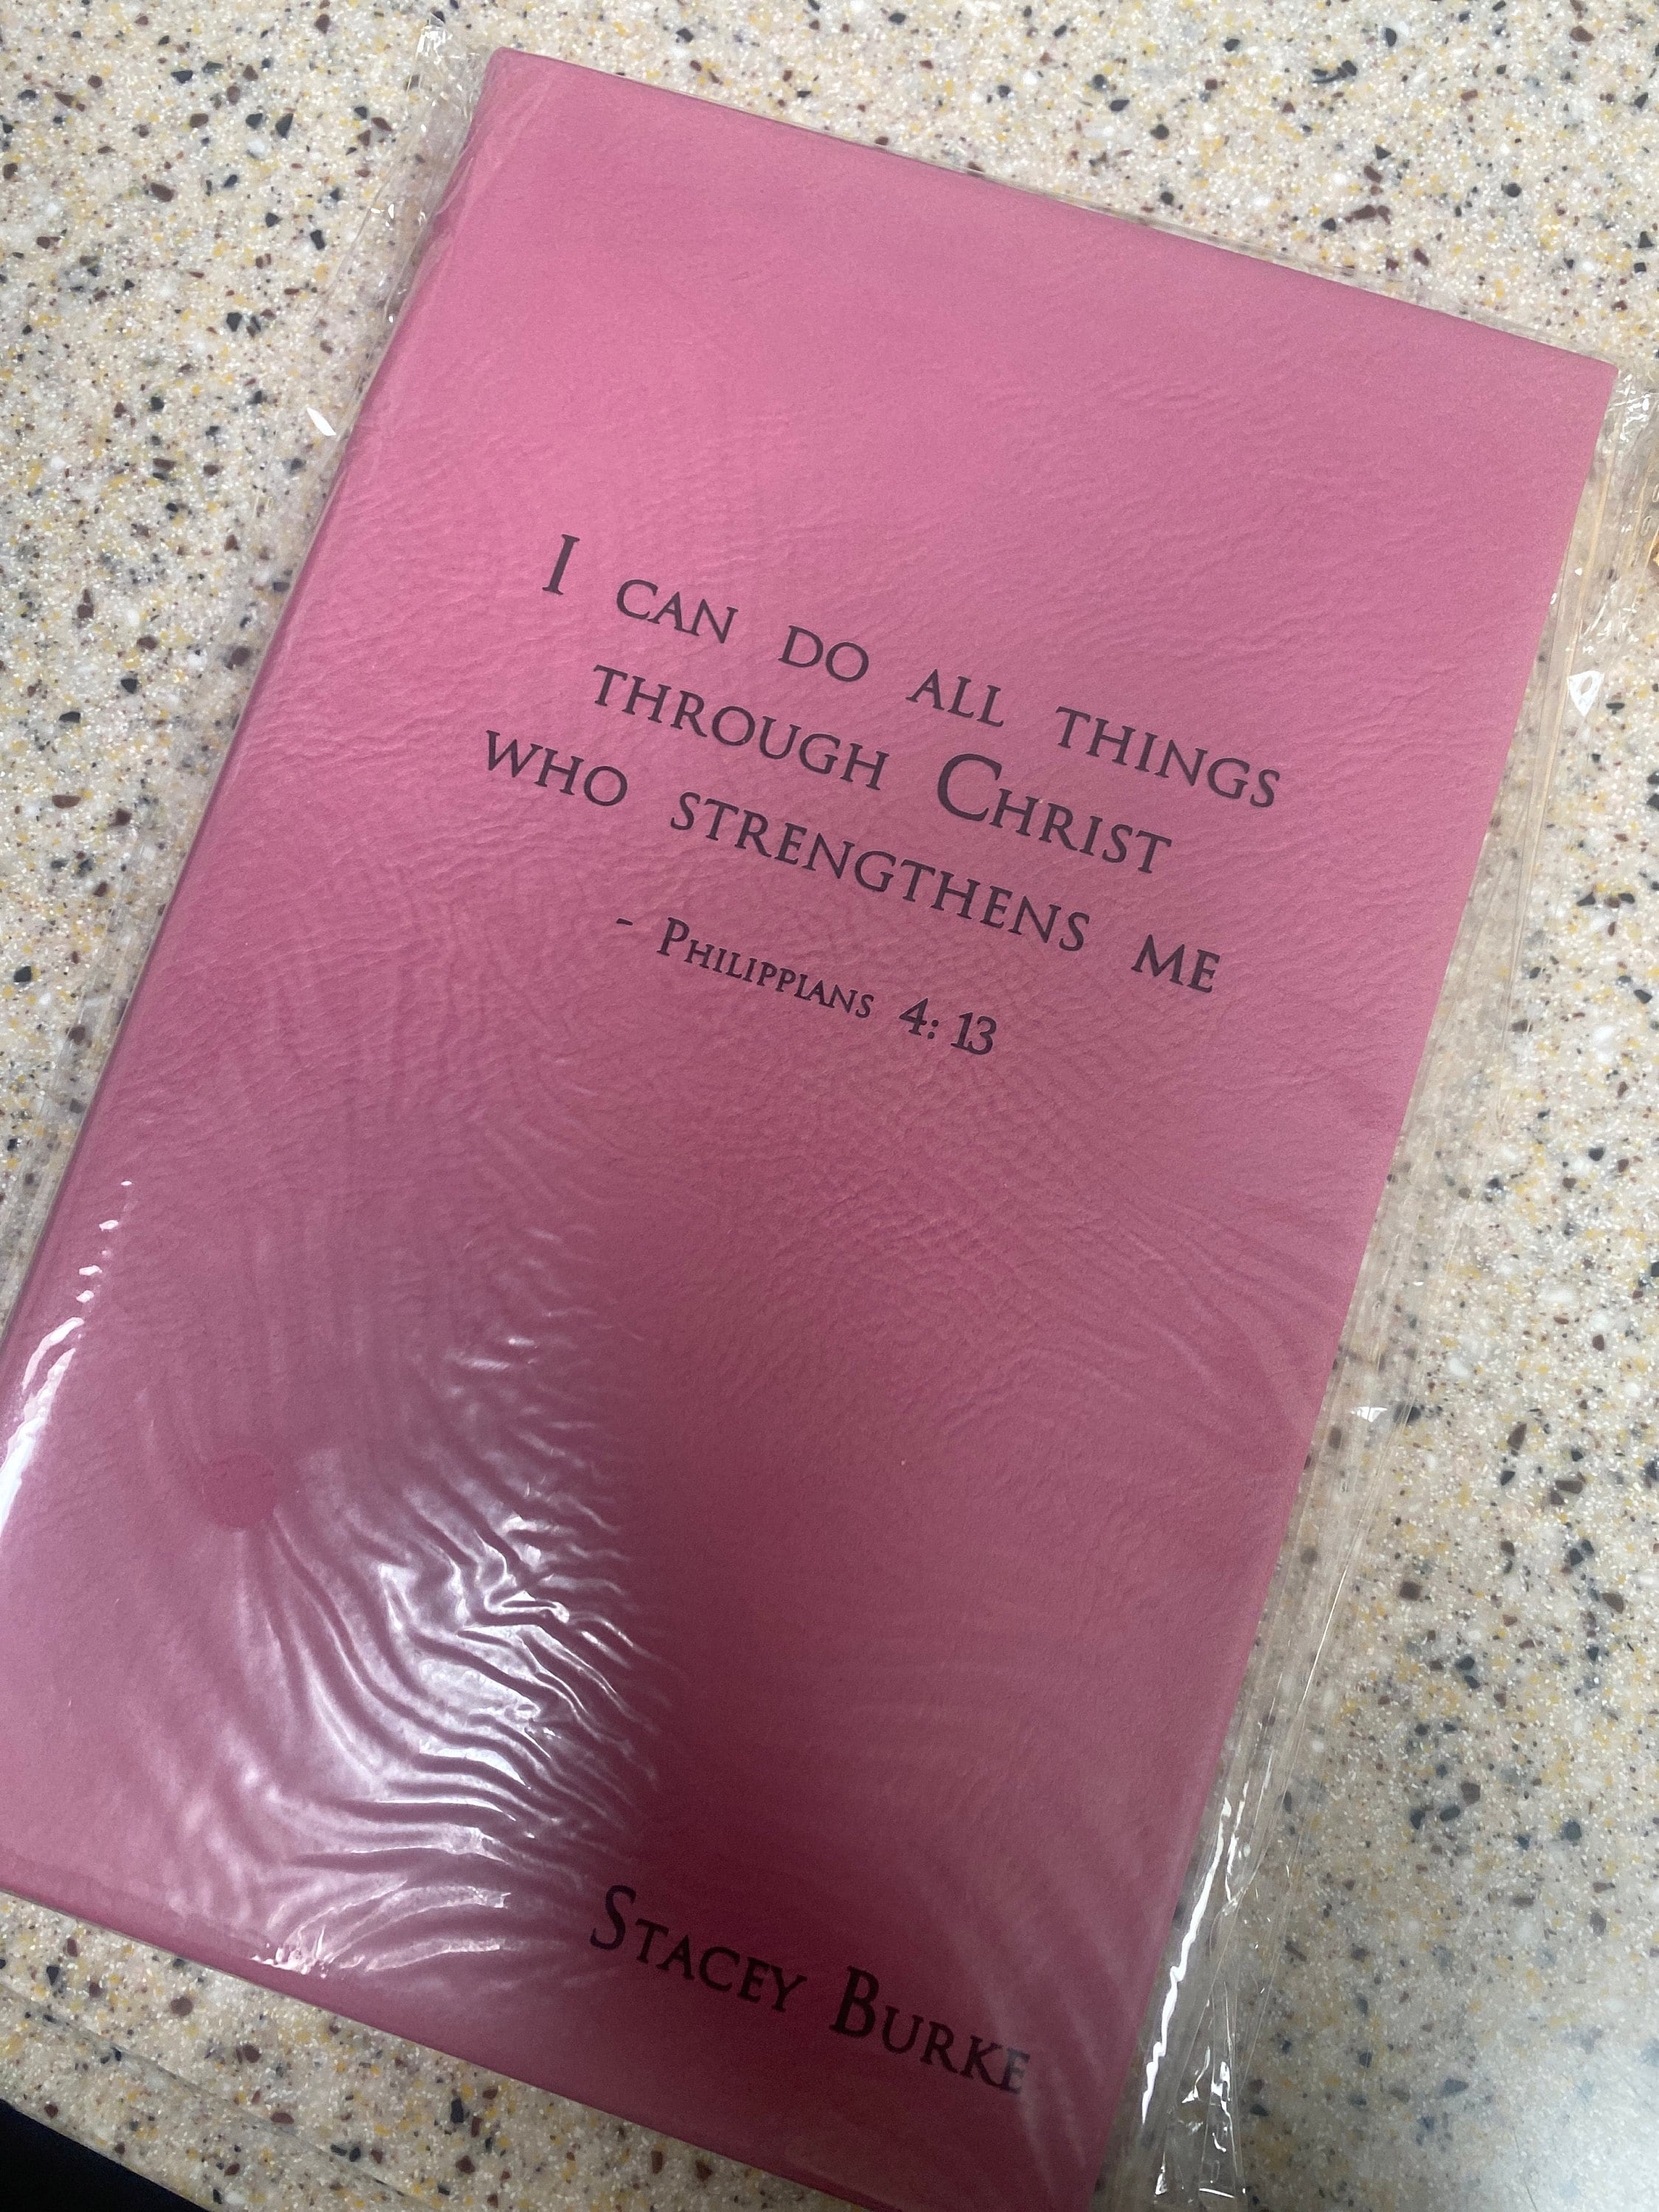 I CAN DO ALL THINGS
THROUGH CHRIST
WHO STRENGTHENS ME
- PHILIPPIANS 4:13
STACEY BURKE